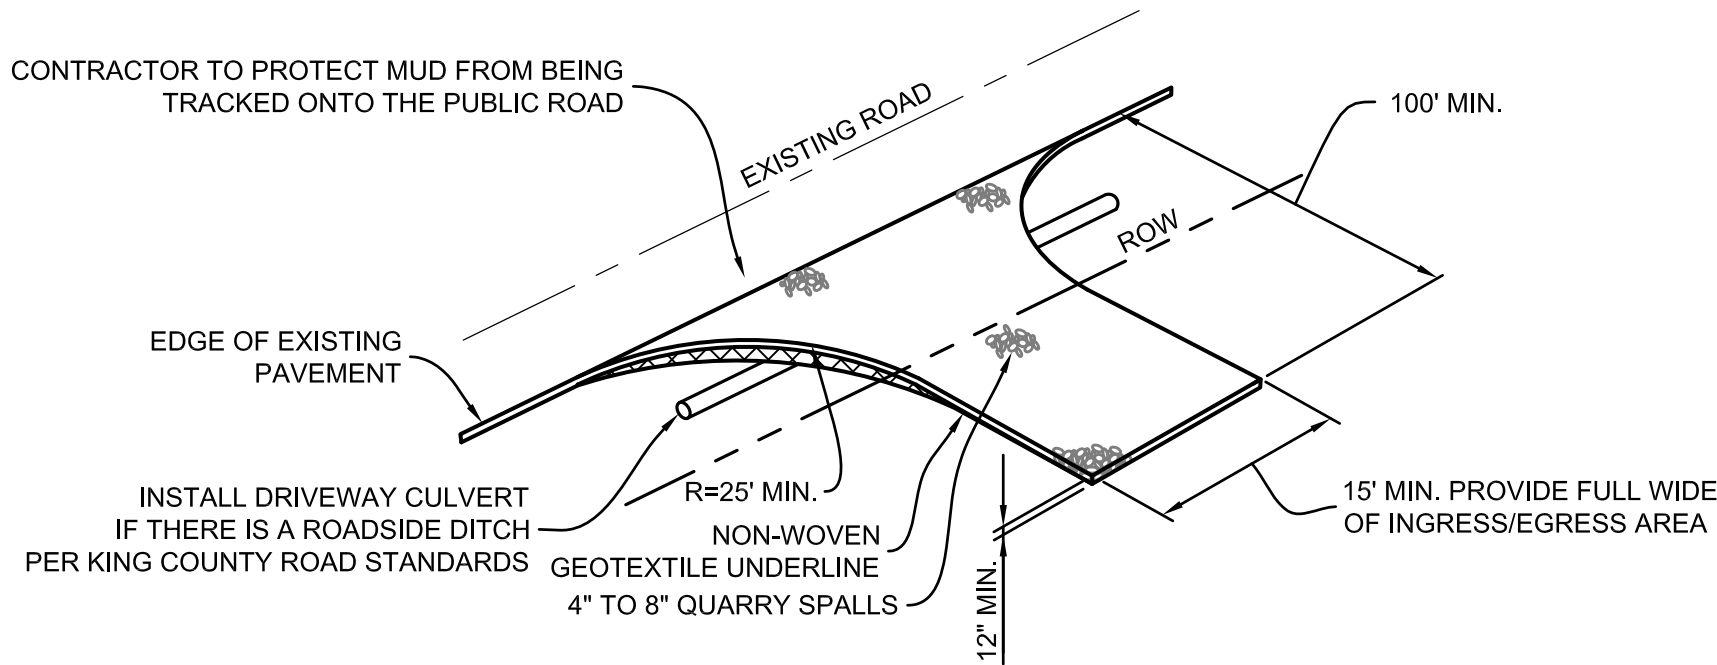 CONTRACTOR TO PROTECT MUD FROM BEING
TRACKED ONTO THE PUBLIC ROAD
EXISTING ROAD
100' MIN.
ROW
EDGE OF EXISTING
PAVEMENT
INSTALL DRIVEWAY CULVERT
IF THERE IS A ROADSIDE DITCH
PER KING COUNTY ROAD STANDARDS
R=25' MIN.
NON-WOVEN
GEOTEXTILE UNDERLINE
4" TO 8" QUARRY SPALLS
12" MIN.
15' MIN. PROVIDE FULL WIDE
OF INGRESS/EGRESS AREA